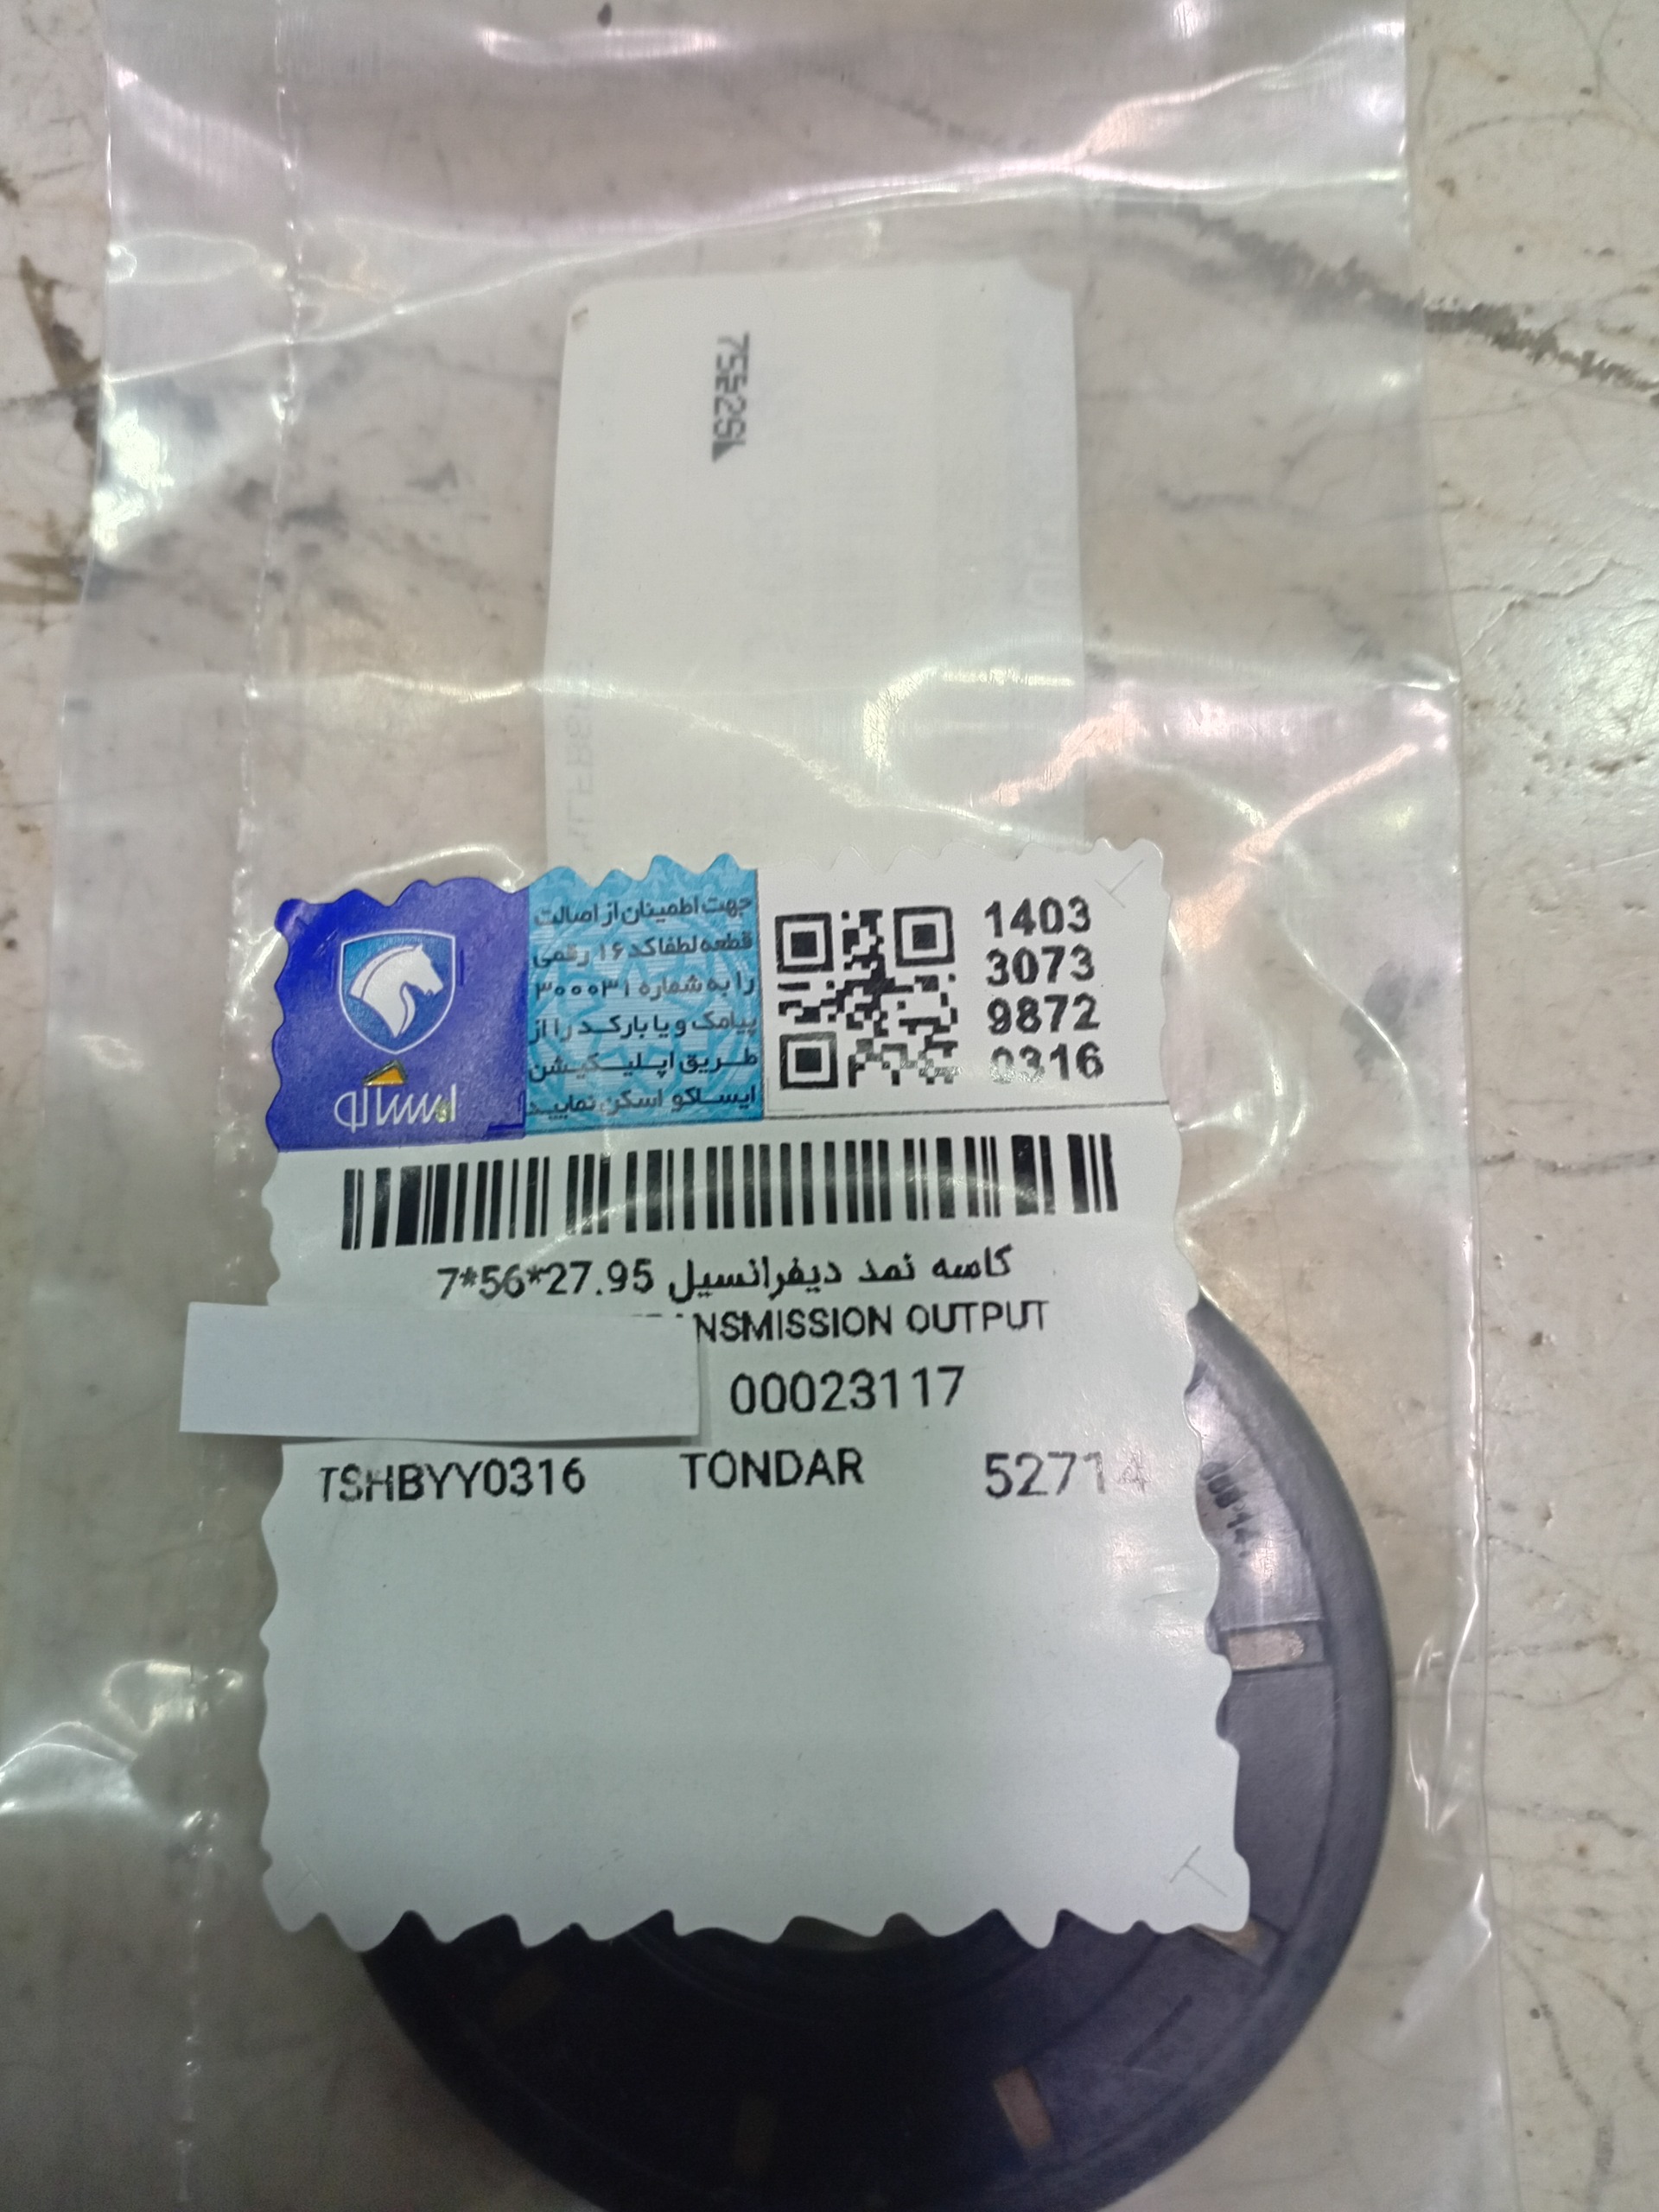 75525L
جهت اطمینان از اصالت
قطعه لطفا کد ۱۶ رقمی
را به شماره ۳۰۰۰۳۱
پیامک و یا بارکد را از
طریق اپلیکیشن
ایساکو اسکن نمایید
1403
3073
9872
0316
ایساکو
کاسه نمد دیفرانسیل 27.95*56*7
TRANSMISSION OUTPUT
00023117
TSHBYY0316 TONDAR 52714